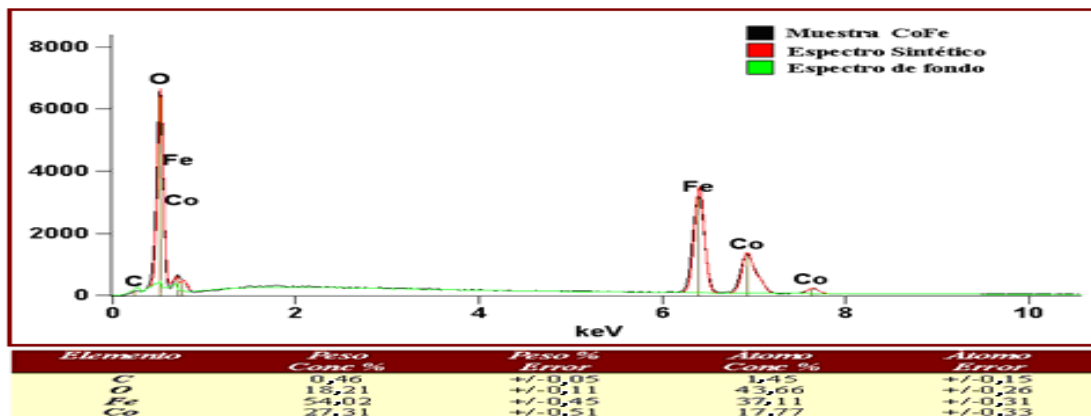 8000
6000
4000
2000
0
O
Fe
Co
C
Fe
Co
Co
Muestra CoFe
Espectro Sintético
Espectro de fondo
0 2 4 6 8 10
keV
Elemento Peso Conc % Peso % Error Átomo Conc % Átomo Error
C 0,46 +/-0,05 1,45 +/-0,15
O 18,21 +/-0,11 43,66 +/-0,26
Fe 54,02 +/-0,45 37,11 +/-0,31
Co 27,31 +/-0,51 17,77 +/-0,33